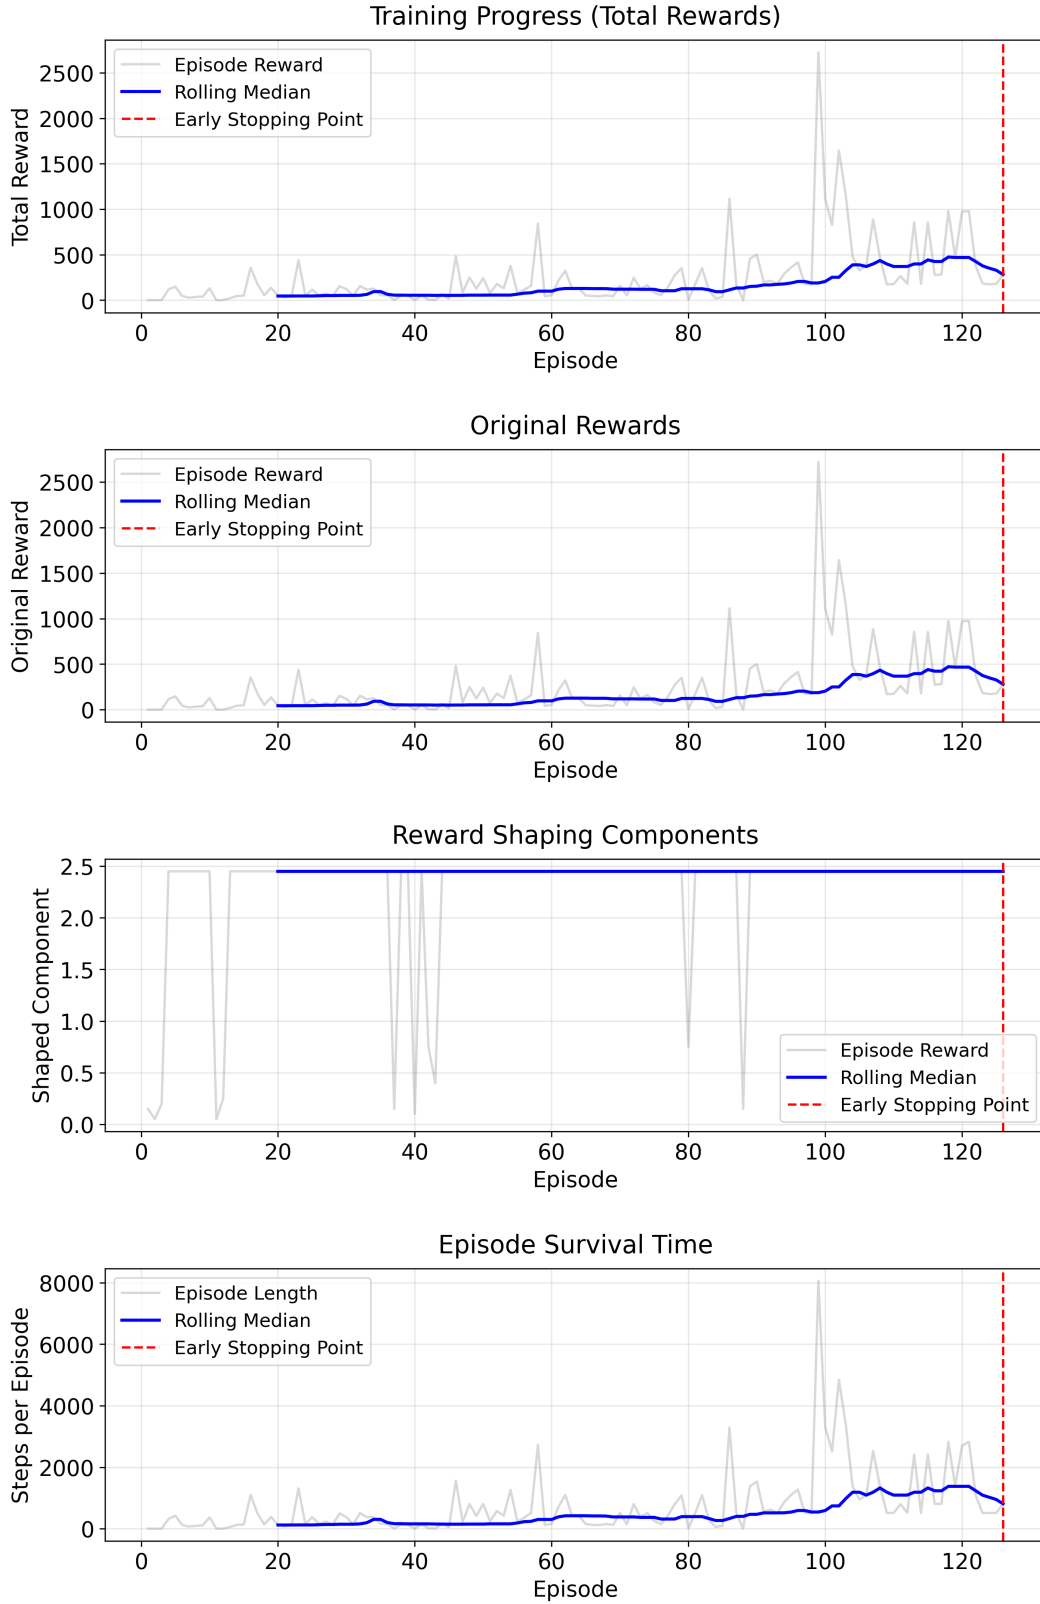 Training Progress (Total Rewards)
Total Reward
2500
2000
1500
1000
500
0
Episode Reward
Rolling Median
Early Stopping Point
0 20 40 60 80 100 120
Episode
Original Rewards
Original Reward
2500
2000
1500
1000
500
0
Episode Reward
Rolling Median
Early Stopping Point
0 20 40 60 80 100 120
Episode
Reward Shaping Components
Shaped Component
2.5
2.0
1.5
1.0
0.5
0.0
Episode Reward
Rolling Median
Early Stopping Point
0 20 40 60 80 100 120
Episode
Episode Survival Time
Steps per Episode
8000
6000
4000
2000
0
Episode Length
Rolling Median
Early Stopping Point
0 20 40 60 80 100 120
Episode